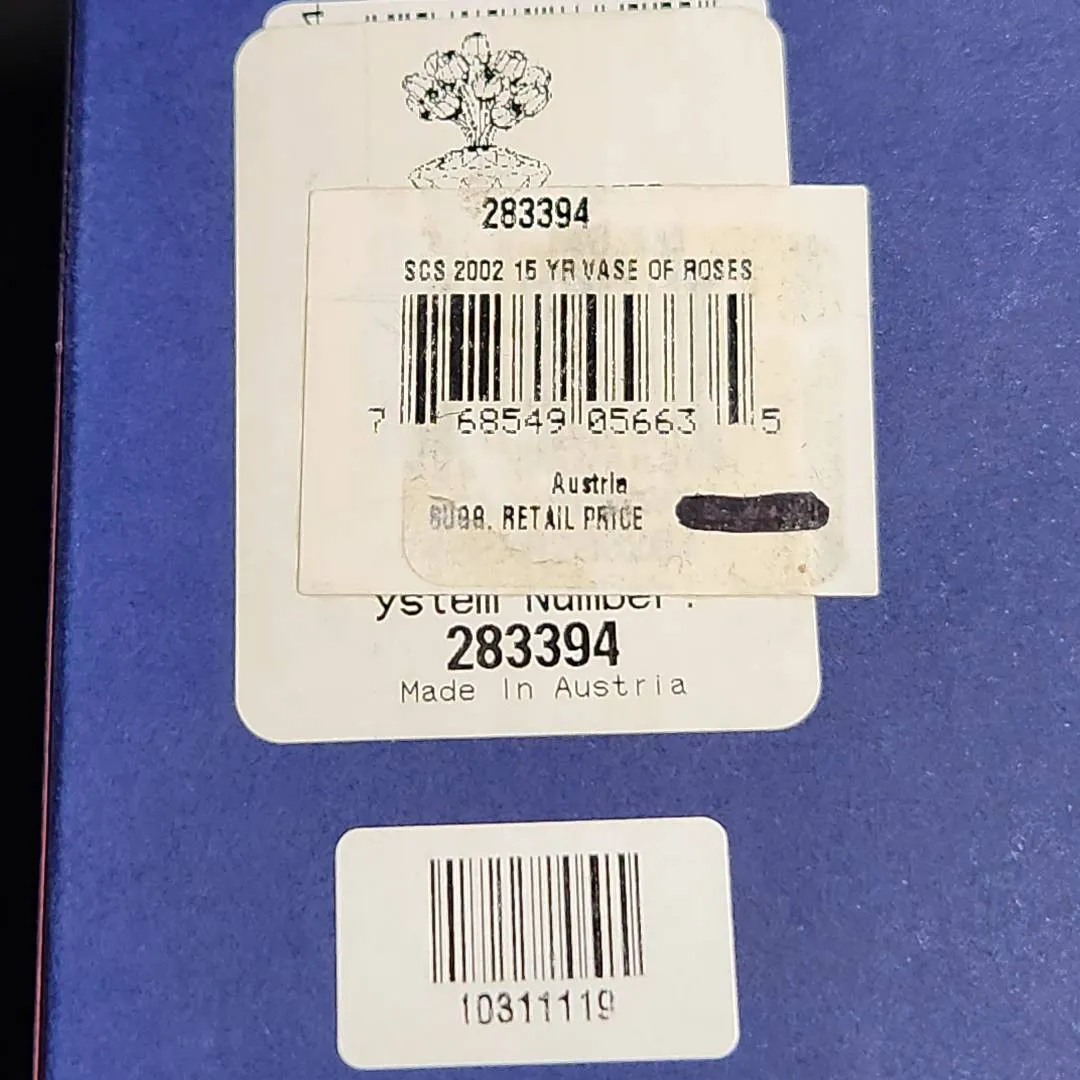 283394
SCS 2002 15 YR VASE OF ROSES
7 68549 05663 5
Austria
SUGG. RETAIL PRICE
ystem Number :
283394
Made In Austria
10311119